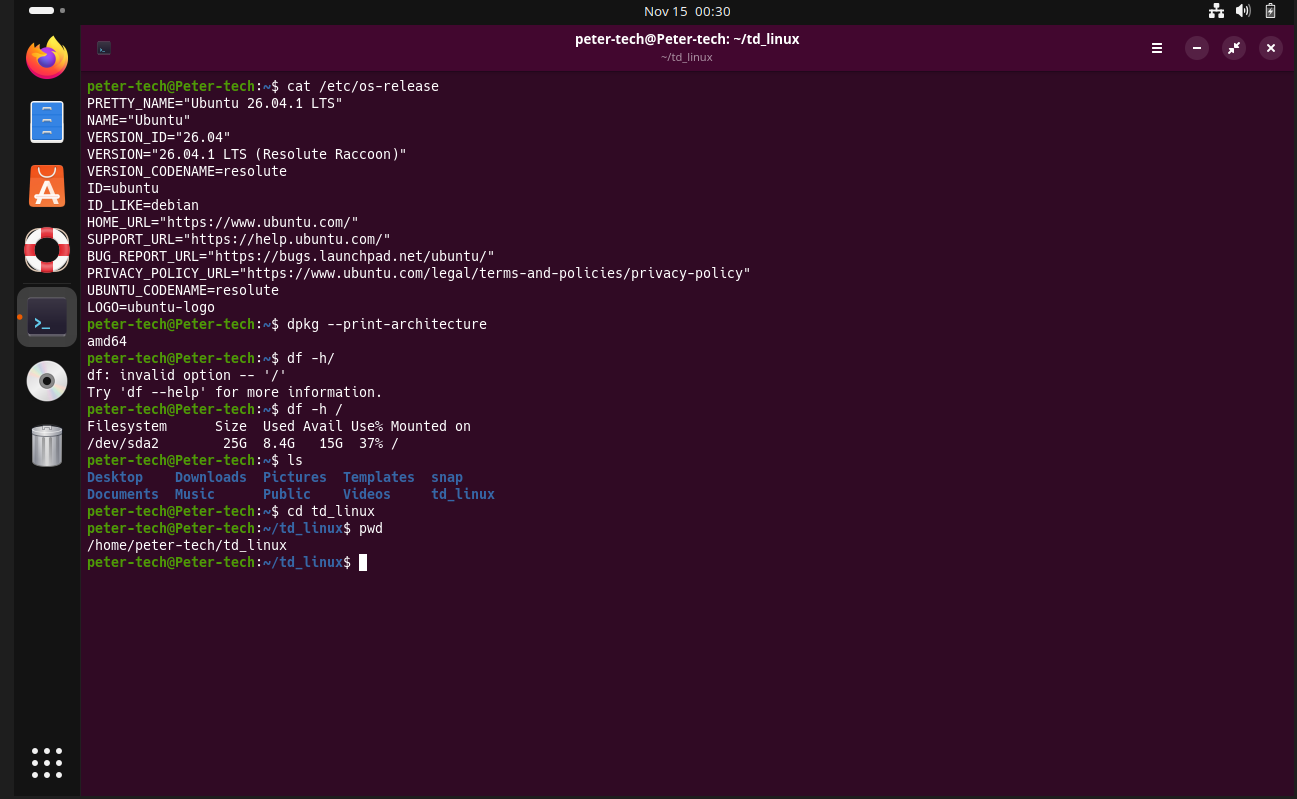 Nov 15  00:30
peter-tech@Peter-tech: ~/td_linux
~/td_linux
peter-tech@Peter-tech:~$ cat /etc/os-release
PRETTY_NAME="Ubuntu 26.04.1 LTS"
NAME="Ubuntu"
VERSION_ID="26.04"
VERSION="26.04.1 LTS (Resolute Raccoon)"
VERSION_CODENAME=resolute
ID=ubuntu
ID_LIKE=debian
HOME_URL="https://www.ubuntu.com/"
SUPPORT_URL="https://help.ubuntu.com/"
BUG_REPORT_URL="https://bugs.launchpad.net/ubuntu/"
PRIVACY_POLICY_URL="https://www.ubuntu.com/legal/terms-and-policies/privacy-policy"
UBUNTU_CODENAME=resolute
LOGO=ubuntu-logo
peter-tech@Peter-tech:~$ dpkg --print-architecture
amd64
peter-tech@Peter-tech:~$ df -h/
df: invalid option -- '/'
Try 'df --help' for more information.
peter-tech@Peter-tech:~$ df -h /
Filesystem      Size  Used Avail Use% Mounted on
/dev/sda2        25G  8.4G   15G  37% /
peter-tech@Peter-tech:~$ ls
Desktop    Downloads  Pictures  Templates  snap
Documents  Music      Public    Videos     td_linux
peter-tech@Peter-tech:~$ cd td_linux
peter-tech@Peter-tech:~/td_linux$ pwd
/home/peter-tech/td_linux
peter-tech@Peter-tech:~/td_linux$